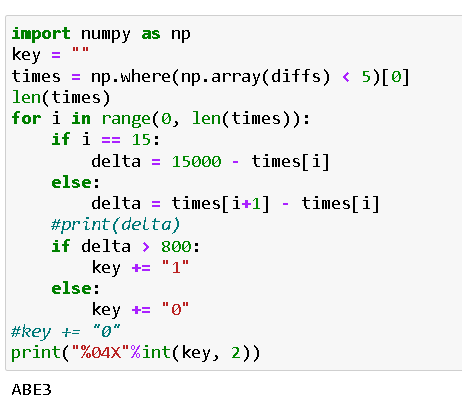 import numpy as np
key = ""
times = np.where(np.array(diffs) < 5)[0]
len(times)
for i in range(0, len(times)):
    if i == 15:
        delta = 15000 - times[i]
    else:
        delta = times[i+1] - times[i]
    #print(delta)
    if delta > 800:
        key += "1"
    else:
        key += "0"
#key += "0"
print("%04X"%int(key, 2))
ABE3